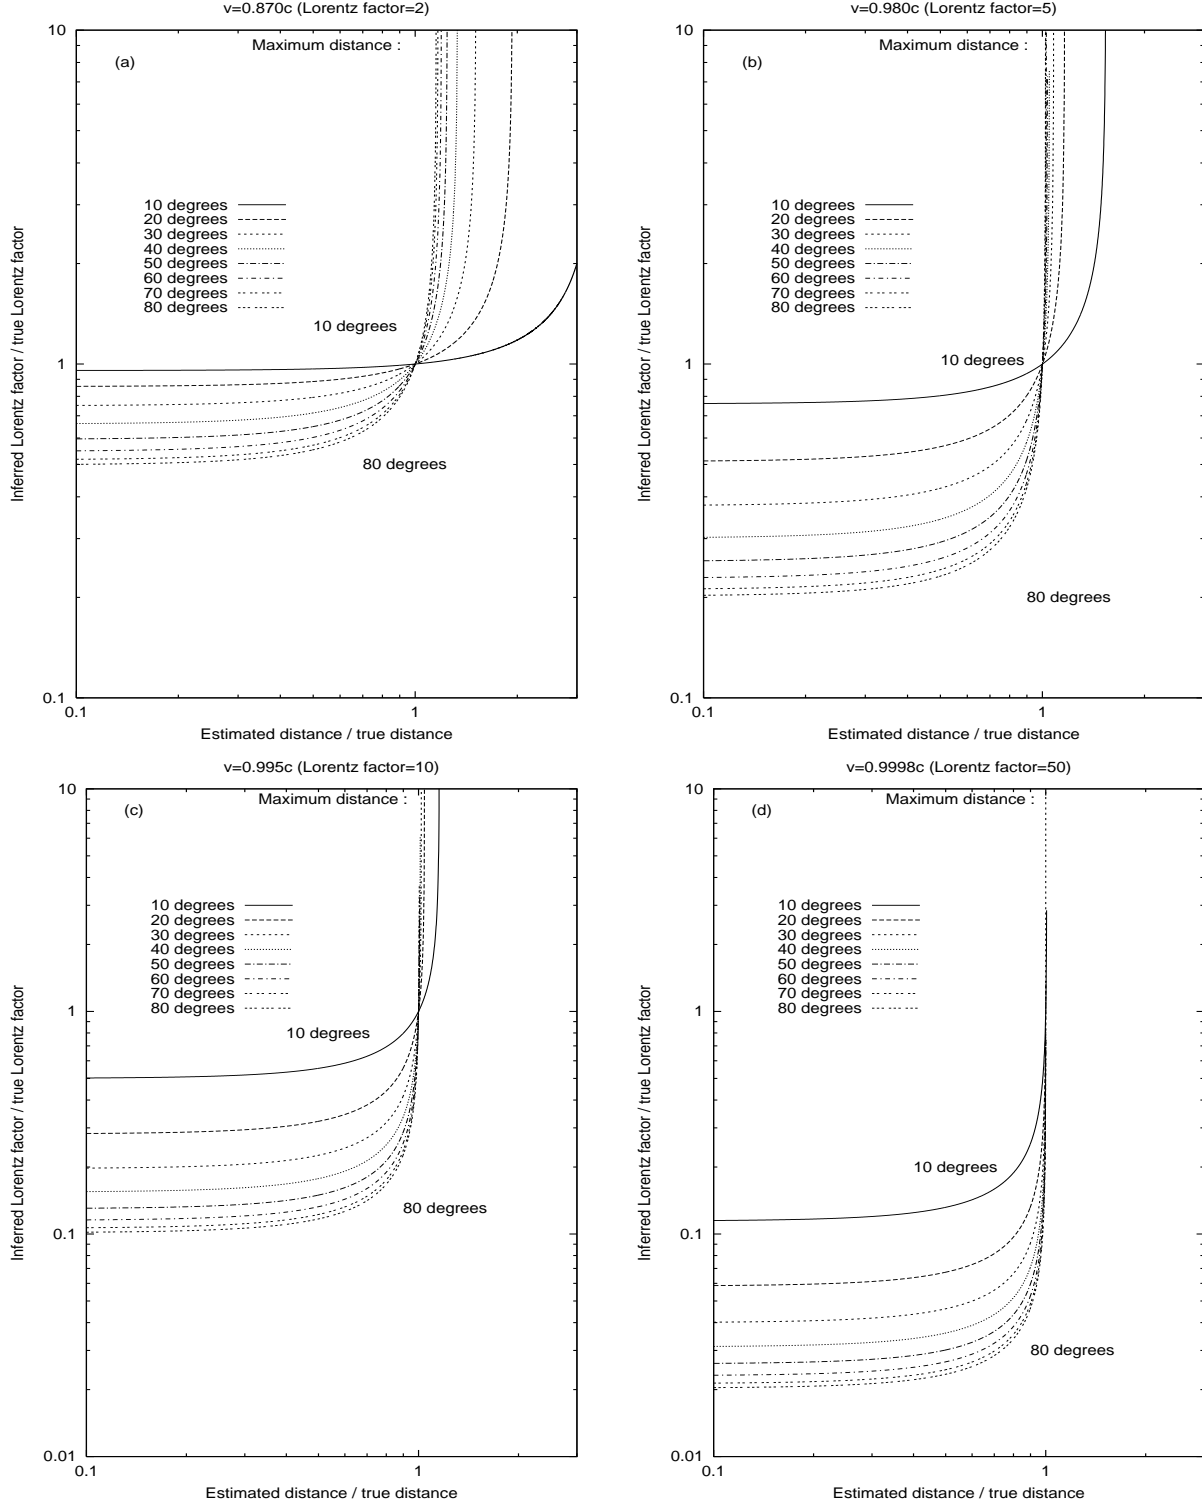 v=0.870c (Lorentz factor=2)
10
Maximum distance :
(a)
10 degrees
20 degrees
30 degrees
40 degrees
50 degrees
60 degrees
70 degrees
80 degrees
10 degrees
1
80 degrees
0.1
0.1
1
Inferred Lorentz factor / true Lorentz factor
Estimated distance / true distance
v=0.980c (Lorentz factor=5)
10
Maximum distance :
(b)
10 degrees
20 degrees
30 degrees
40 degrees
50 degrees
60 degrees
70 degrees
80 degrees
10 degrees
1
80 degrees
0.1
0.1
1
Inferred Lorentz factor / true Lorentz factor
Estimated distance / true distance
v=0.995c (Lorentz factor=10)
10
Maximum distance :
(c)
10 degrees
20 degrees
30 degrees
40 degrees
50 degrees
60 degrees
70 degrees
80 degrees
1
10 degrees
80 degrees
0.1
0.01
0.1
1
Inferred Lorentz factor / true Lorentz factor
Estimated distance / true distance
v=0.9998c (Lorentz factor=50)
10
Maximum distance :
(d)
10 degrees
20 degrees
30 degrees
40 degrees
50 degrees
60 degrees
70 degrees
80 degrees
1
10 degrees
0.1
80 degrees
0.01
0.1
1
Inferred Lorentz factor / true Lorentz factor
Estimated distance / true distance